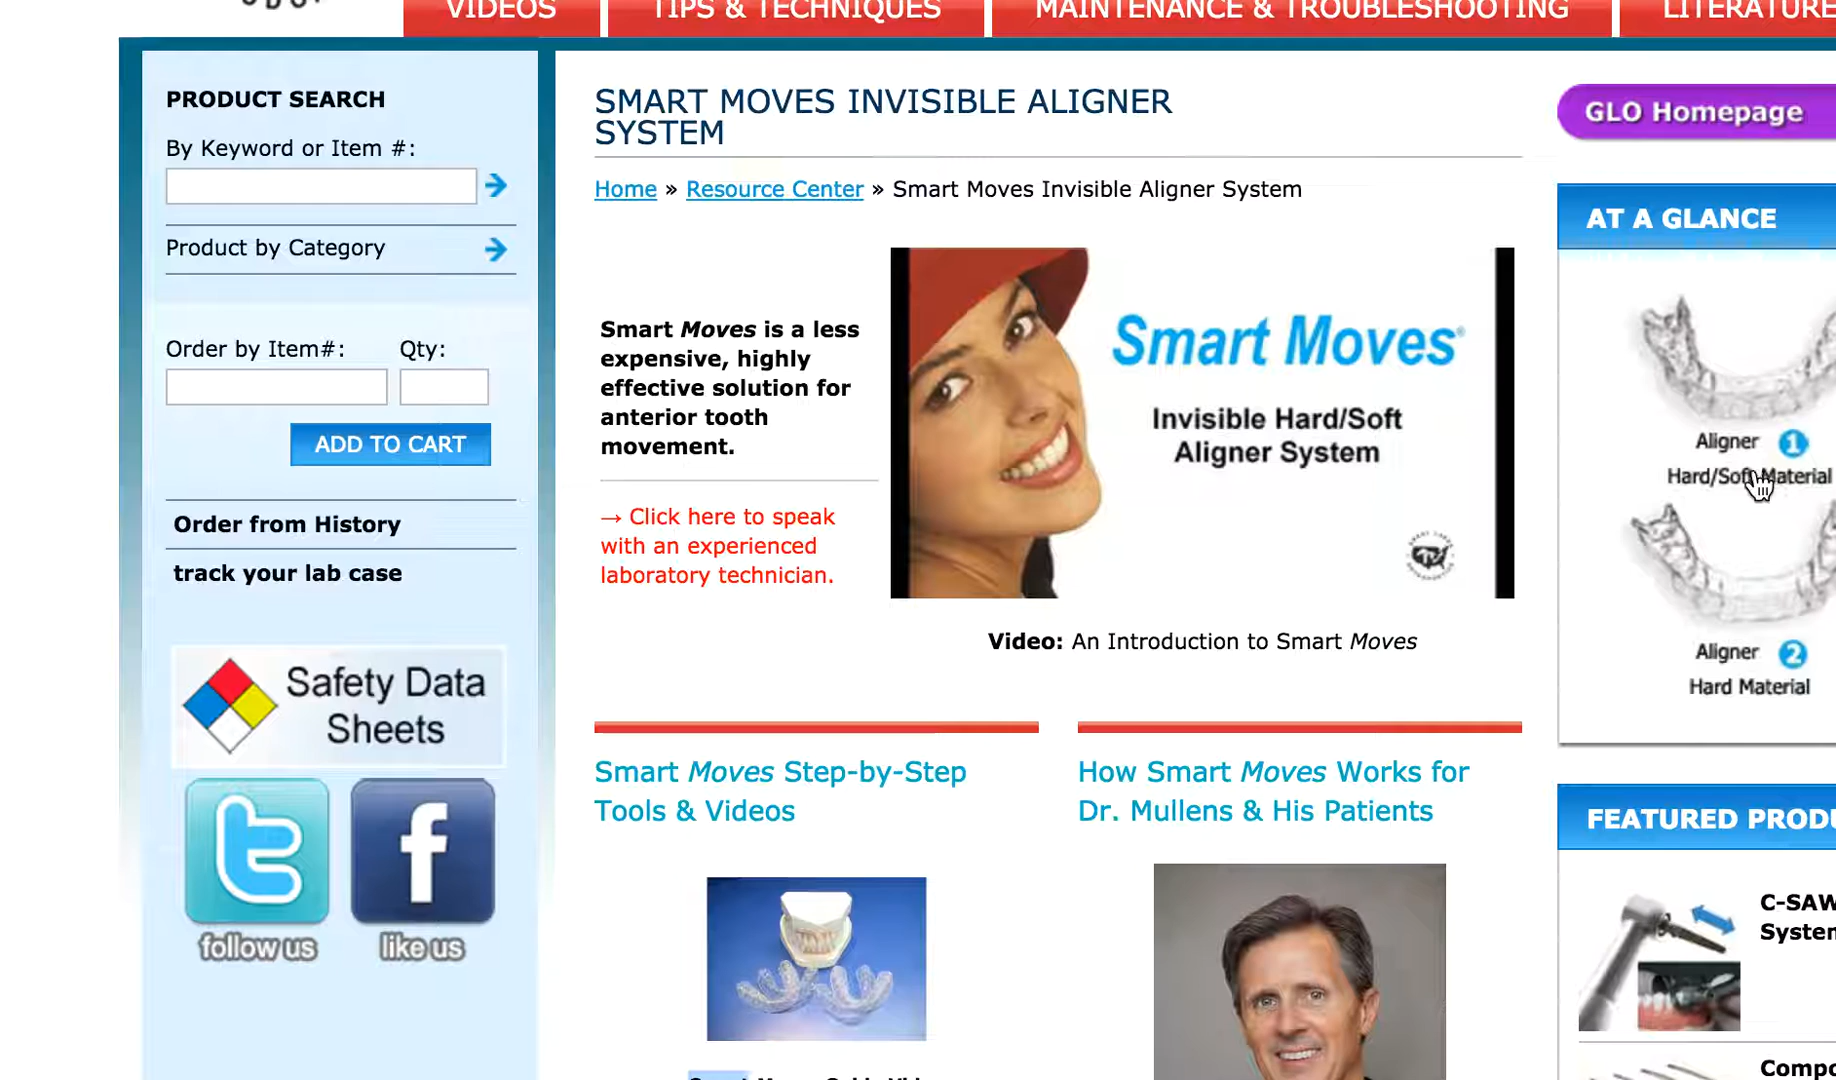 VIDEOS
TIPS & TECHNIQUES
MAINTENANCE & TROUBLESHOOTING
LITERATURE
PRODUCT SEARCH
By Keyword or Item #:
Product by Category
Order by Item#: Qty:
ADD TO CART
Order from History
track your lab case
Safety Data
Sheets
follow us
like us
SMART MOVES INVISIBLE ALIGNER
SYSTEM
Home » Resource Center » Smart Moves Invisible Aligner System
Smart Moves is a less
expensive, highly
effective solution for
anterior tooth
movement.
→ Click here to speak
with an experienced
laboratory technician.
Smart Moves®
Invisible Hard/Soft
Aligner System
Video: An Introduction to Smart Moves
Smart Moves Step-by-Step
Tools & Videos
How Smart Moves Works for
Dr. Mullens & His Patients
GLO Homepage
AT A GLANCE
Aligner 1
Hard/Soft Material
Aligner 2
Hard Material
FEATURED PRODU
C-SAW
System
Compo